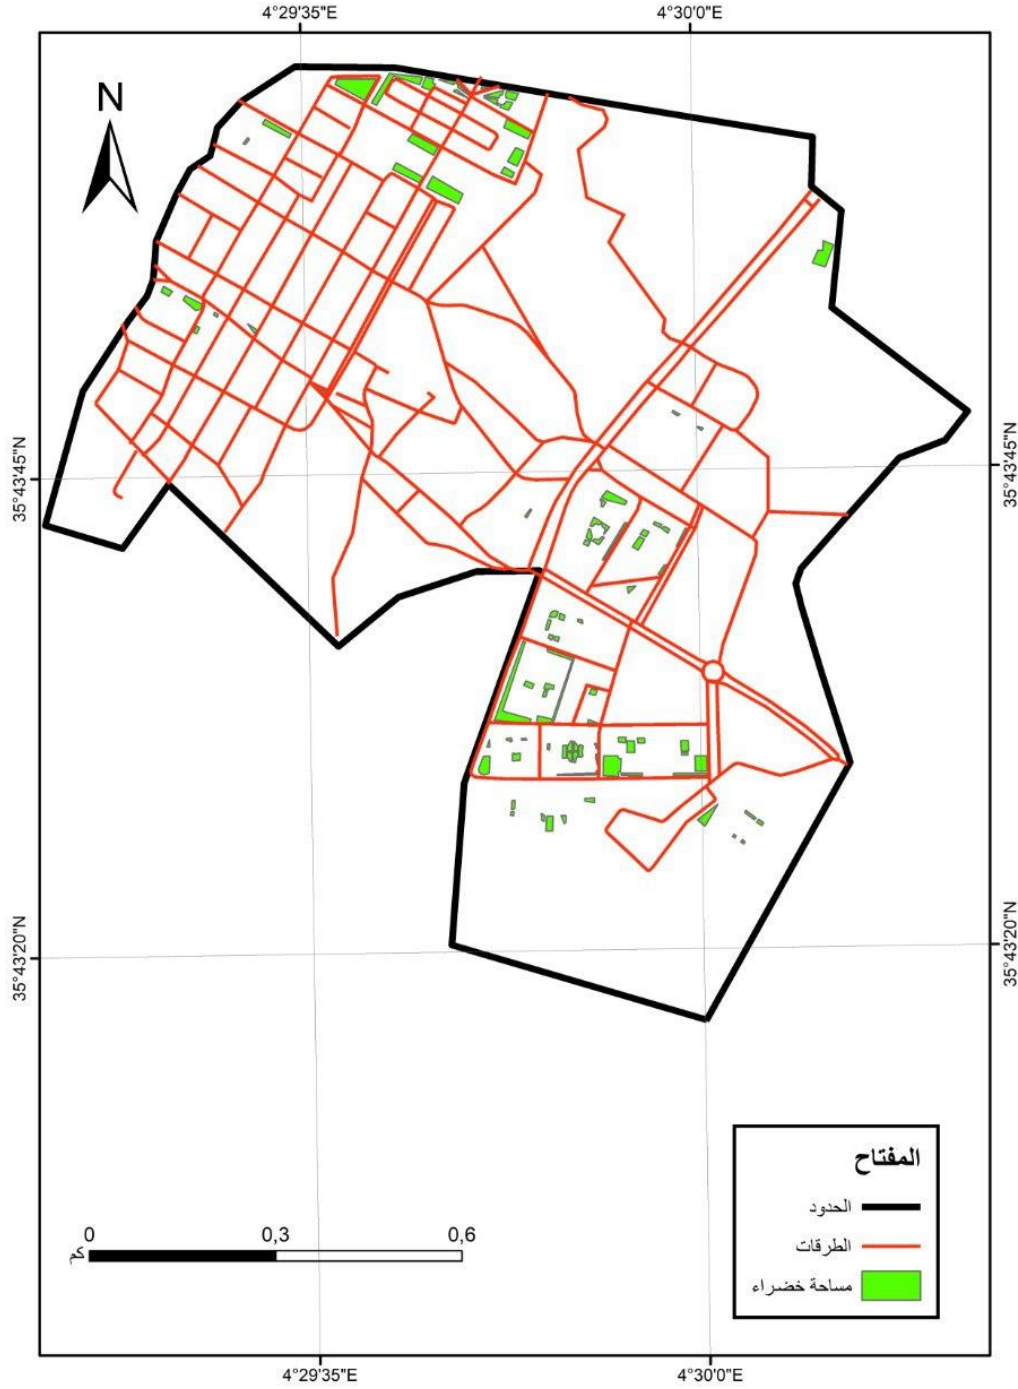 4°29'35"E
4°30'0"E
N
35°43'45"N
35°43'45"N
35°43'20"N
35°43'20"N
المفتاح
الحدود
الطرقات
مساحة خضراء
0
0,3
0,6
كم
4°29'35"E
4°30'0"E